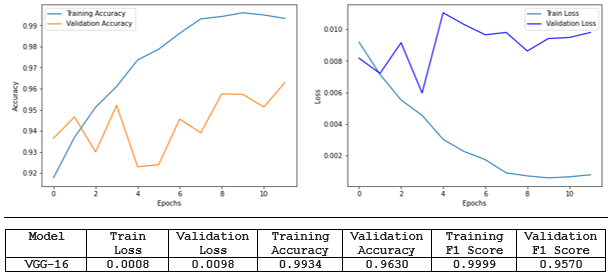 Training Accuracy
Validation Accuracy
0.99
0.98
0.97
0.96
0.95
0.94
0.93
0.92
Accuracy
0 2 4 6 8 10
Epochs
Train Loss
Validation Loss
0.010
0.008
0.006
0.004
0.002
Loss
0 2 4 6 8 10
Epochs
Model Train Validation Training Validation Training Validation
Loss Loss Accuracy Accuracy F1 Score F1 Score
VGG-16 0.0008 0.0098 0.9934 0.9630 0.9999 0.9570